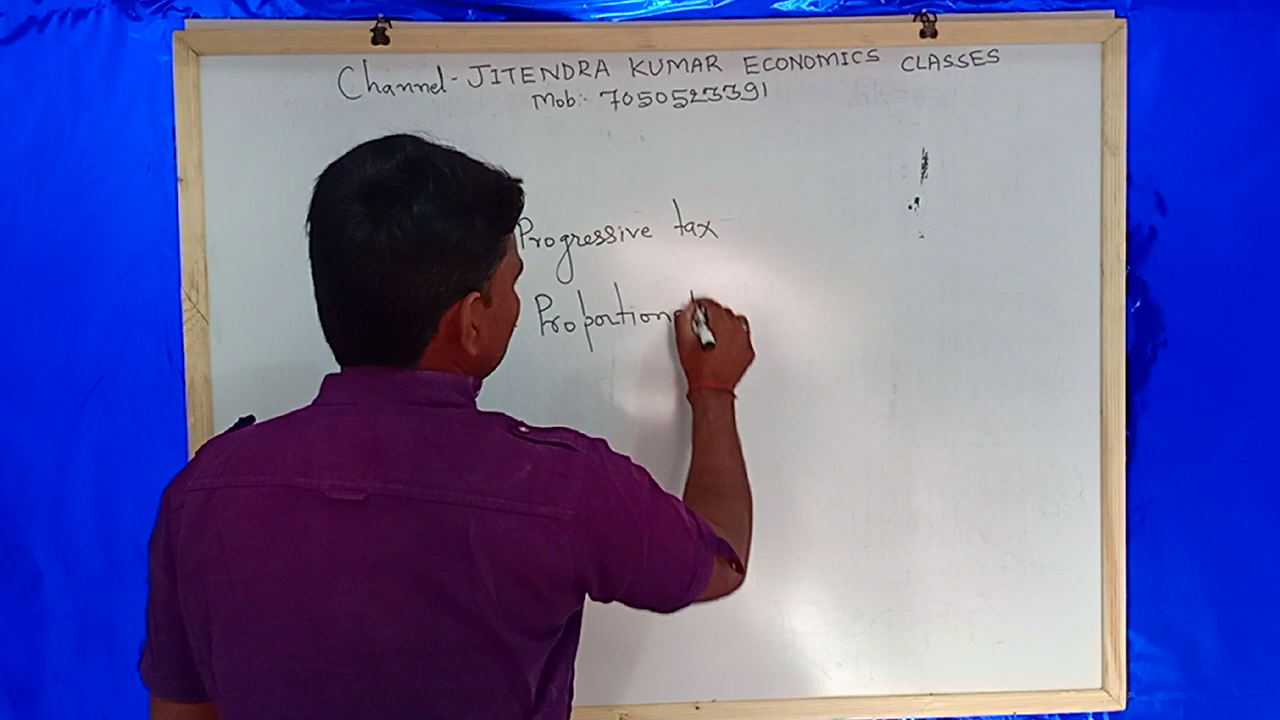 Channel - JITENDRA KUMAR ECONOMICS CLASSES
Mob:- 7050523391
Progressive tax
Proportion